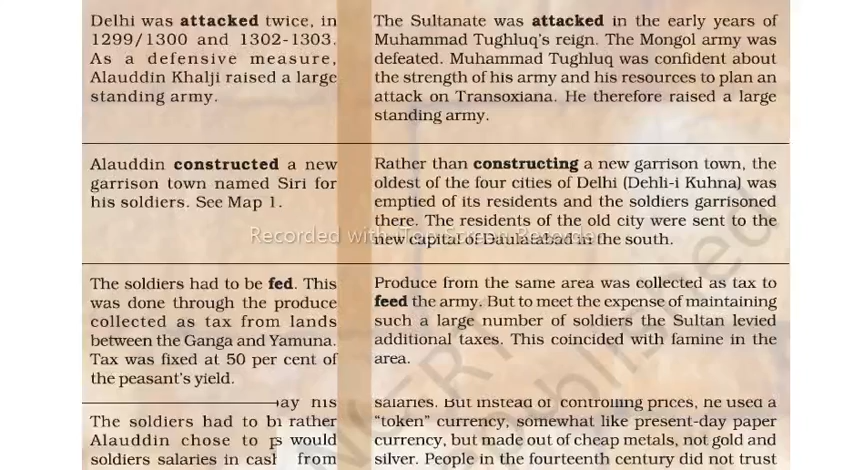 Delhi was attacked twice, in
1299/1300 and 1302-1303.
As a defensive measure,
Alauddin Khalji raised a large
standing army.
The Sultanate was attacked in the early years of
Muhammad Tughluq's reign. The Mongol army was
defeated. Muhammad Tughluq was confident about
the strength of his army and his resources to plan an
attack on Transoxiana. He therefore raised a large
standing army.
Alauddin constructed a new
garrison town named Siri for
his soldiers. See Map 1.
Rather than constructing a new garrison town, the
oldest of the four cities of Delhi (Dehli-i Kuhna) was
emptied of its residents and the soldiers garrisoned
there. The residents of the old city were sent to the
new capital of Daulatabad in the south.
Recorded with iTop Screen Recorder
The soldiers had to be fed. This
was done through the produce
collected as tax from lands
between the Ganga and Yamuna.
Tax was fixed at 50 per cent of
the peasant's yield.
Produce from the same area was collected as tax to
feed the army. But to meet the expense of maintaining
such a large number of soldiers the Sultan levied
additional taxes. This coincided with famine in the
area.
his
The soldiers had to rather
Alauddin chose to would
soldiers salaries in from
salaries. But instead of controlling prices, he used a
"token" currency, somewhat like present-day paper
currency, but made out of cheap metals, not gold and
silver. People in the fourteenth century did not trust
NCERT
republished